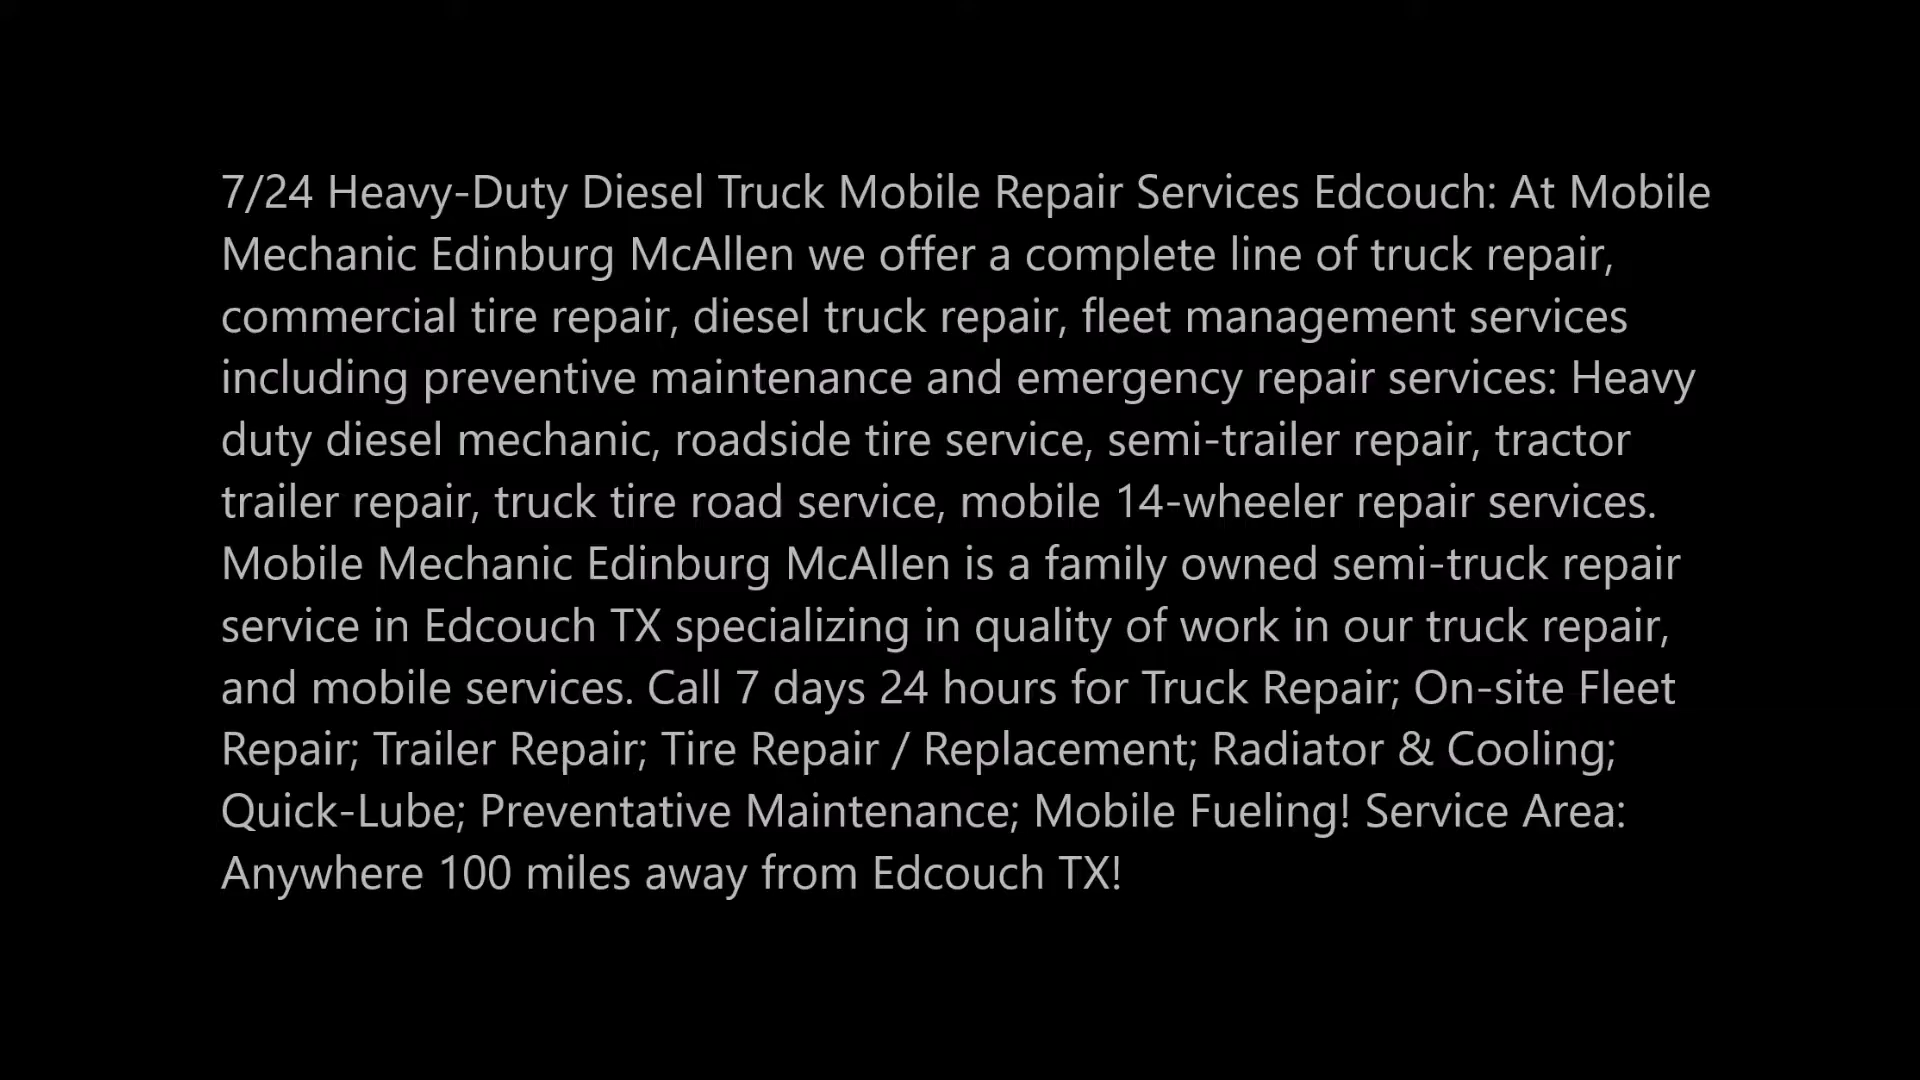 7/24 Heavy-Duty Diesel Truck Mobile Repair Services Edcouch: At Mobile
Mechanic Edinburg McAllen we offer a complete line of truck repair,
commercial tire repair, diesel truck repair, fleet management services
including preventive maintenance and emergency repair services: Heavy
duty diesel mechanic, roadside tire service, semi-trailer repair, tractor
trailer repair, truck tire road service, mobile 14-wheeler repair services.
Mobile Mechanic Edinburg McAllen is a family owned semi-truck repair
service in Edcouch TX specializing in quality of work in our truck repair,
and mobile services. Call 7 days 24 hours for Truck Repair; On-site Fleet
Repair; Trailer Repair; Tire Repair / Replacement; Radiator & Cooling;
Quick-Lube; Preventative Maintenance; Mobile Fueling! Service Area:
Anywhere 100 miles away from Edcouch TX!